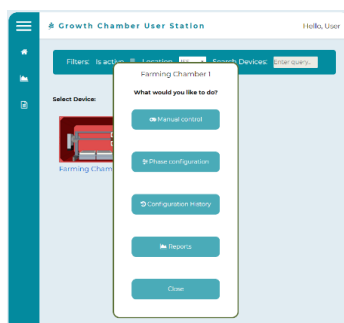 Growth Chamber User Station
Hello, User
Filters: Is active Location Search Devices: Enter query..
Farming Chamber 1
What would you like to do?
Select Device:
Manual control
Farming Cham
Phase configuration
Configuration History
Reports
Close